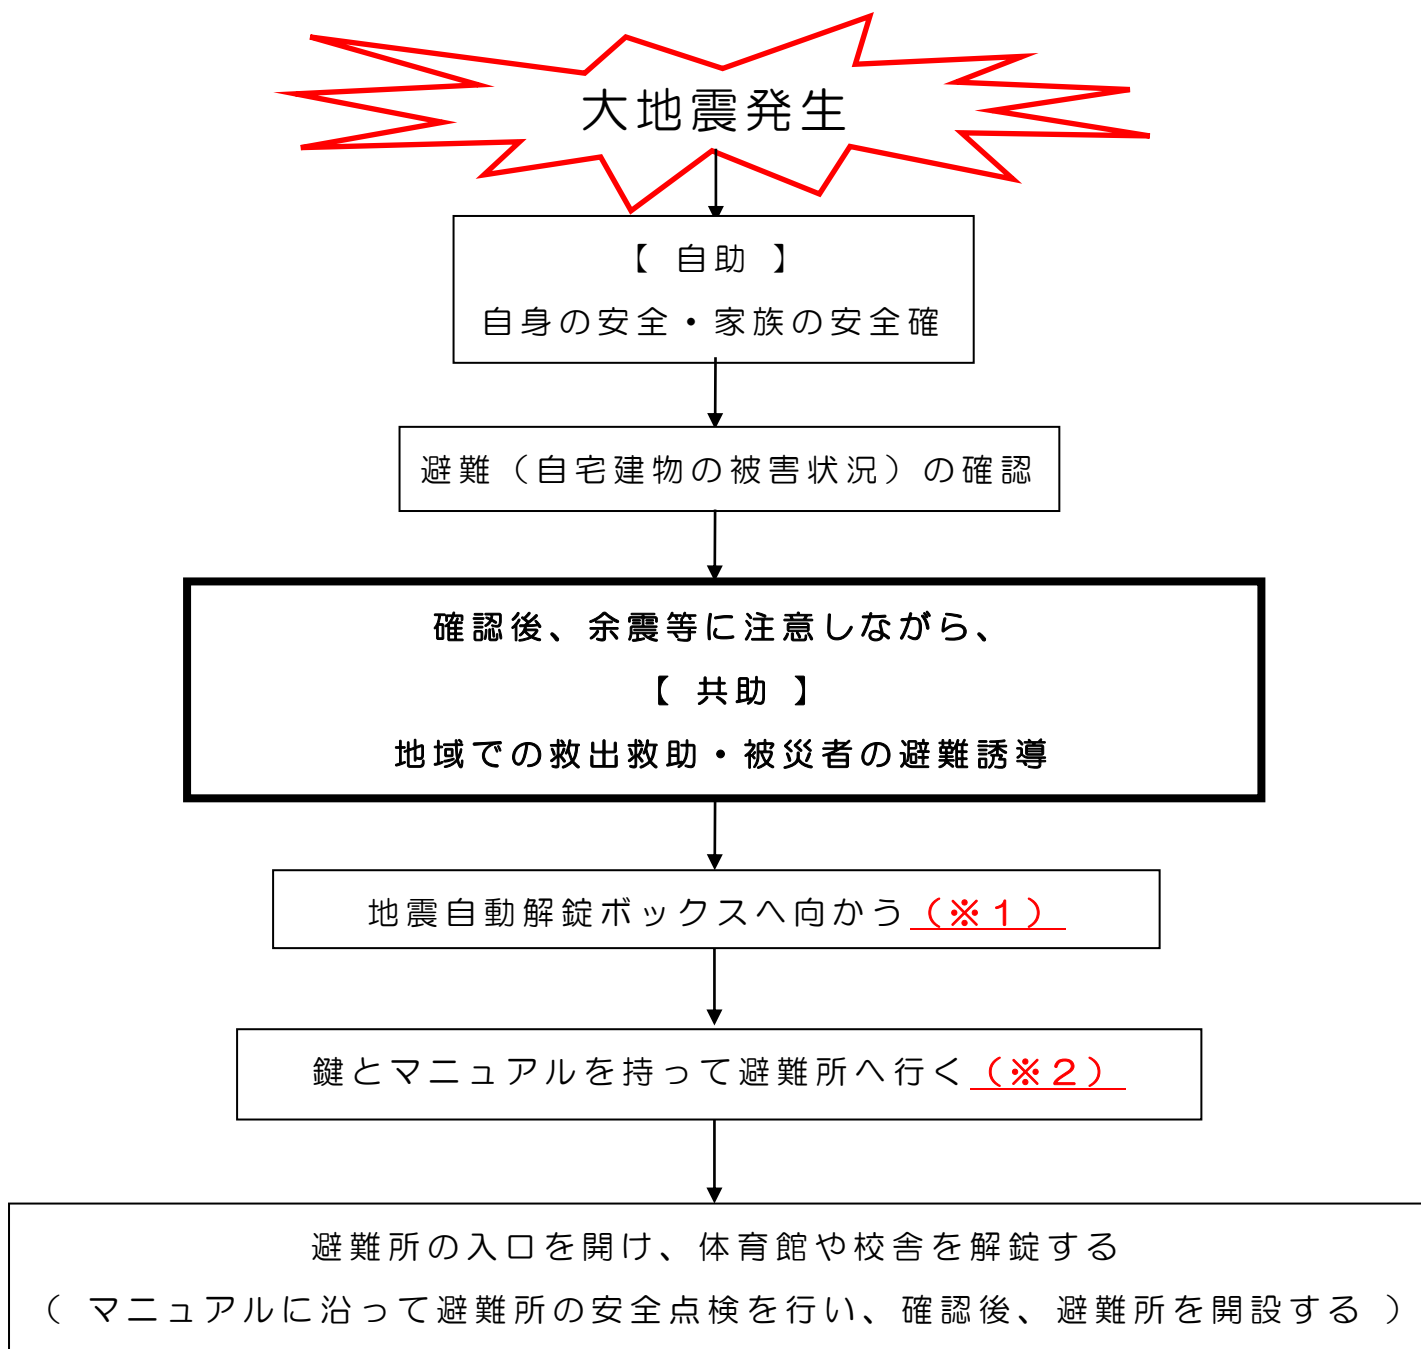 大地震発生
【 自助 】
自身の安全・家族の安全確
避難（自宅建物の被害状況）の確認
確認後、余震等に注意しながら、
【 共助 】
地域での救出救助・被災者の避難誘導
地震自動解錠ボックスへ向かう（※１）
鍵とマニュアルを持って避難所へ行く（※２）
避難所の入口を開け、体育館や校舎を解錠する
（ マニュアルに沿って避難所の安全点検を行い、確認後、避難所を開設する ）